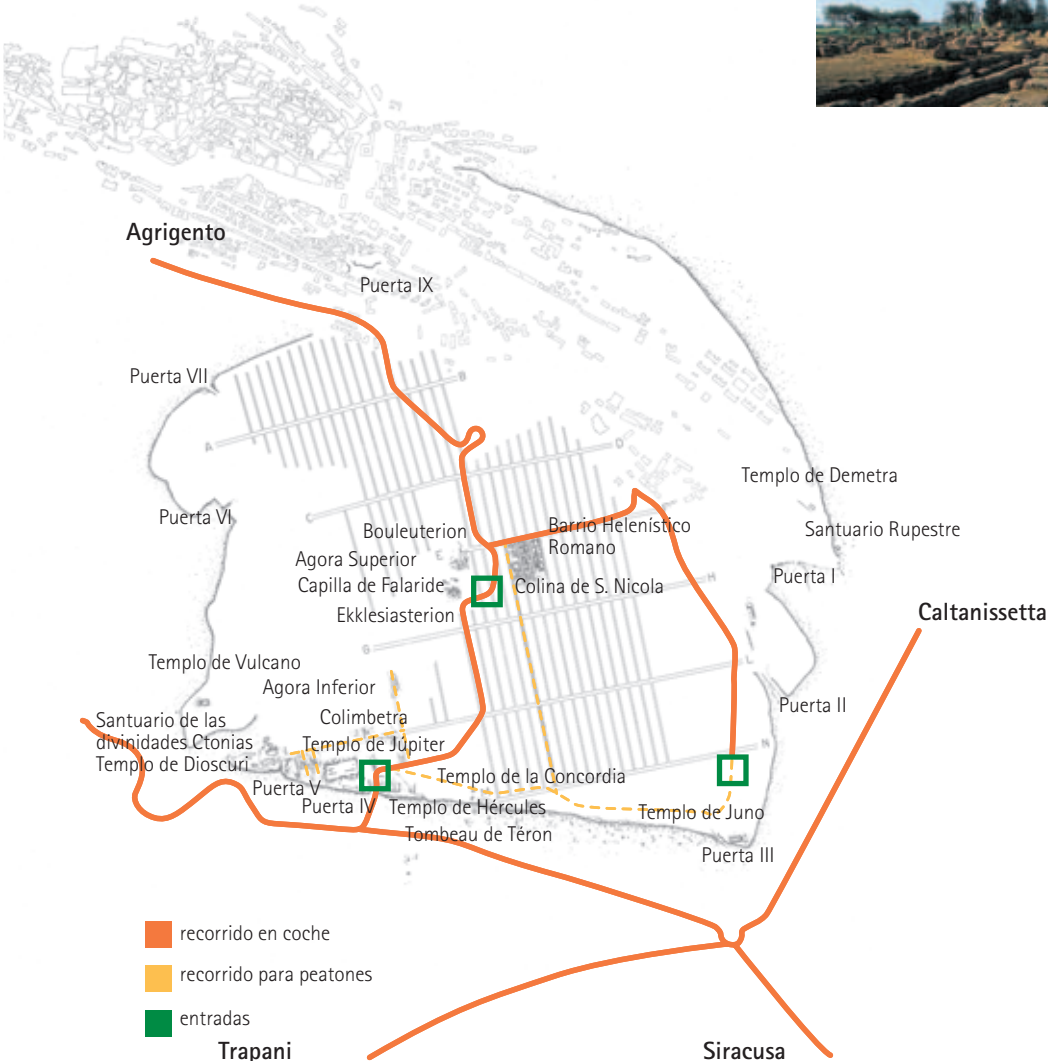 Agrigento
Puerta IX
Puerta VII
B
A
D
Templo de Demetra
C
Puerta VI
Bouleuterion
Barrio Helenístico
Romano
Santuario Rupestre
E
Agora Superior
Puerta I
Capilla de Falaride
Colina de S. Nicola
H
Ekklesiasterion
Caltanissetta
G
Templo de Vulcano
L
Agora Inferior
Puerta II
Santuario de las
divinidades Ctonias
Templo de Dioscuri
Colimbetra
Templo de Júpiter
N
Templo de la Concordia
Puerta V
Puerta IV
Templo de Hércules
Templo de Juno
Tombeau de Téron
Puerta III
recorrido en coche
recorrido para peatones
entradas
Trapani
Siracusa